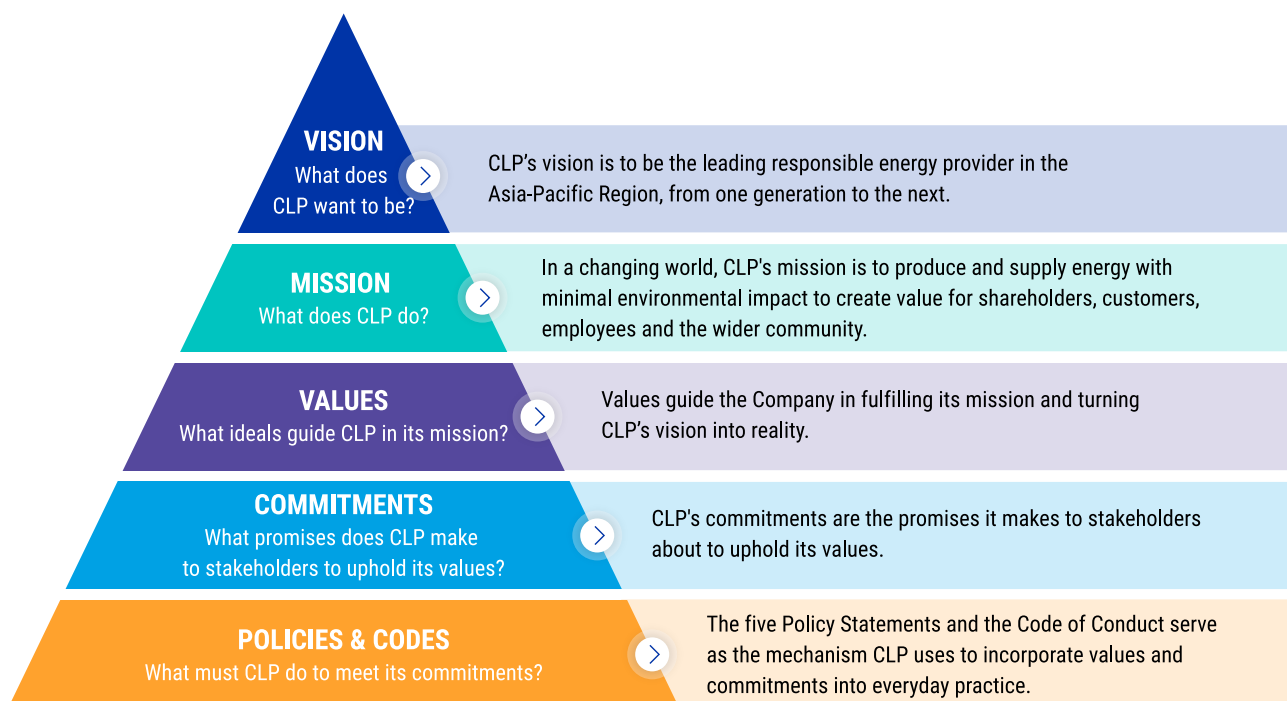 VISION
What does
CLP want to be?
CLP’s vision is to be the leading responsible energy provider in the
Asia-Pacific Region, from one generation to the next.
MISSION
What does CLP do?
In a changing world, CLP's mission is to produce and supply energy with
minimal environmental impact to create value for shareholders, customers,
employees and the wider community.
VALUES
What ideals guide CLP in its mission?
Values guide the Company in fulfilling its mission and turning
CLP’s vision into reality.
COMMITMENTS
What promises does CLP make
to stakeholders to uphold its values?
CLP's commitments are the promises it makes to stakeholders
about to uphold its values.
POLICIES & CODES
What must CLP do to meet its commitments?
The five Policy Statements and the Code of Conduct serve
as the mechanism CLP uses to incorporate values and
commitments into everyday practice.